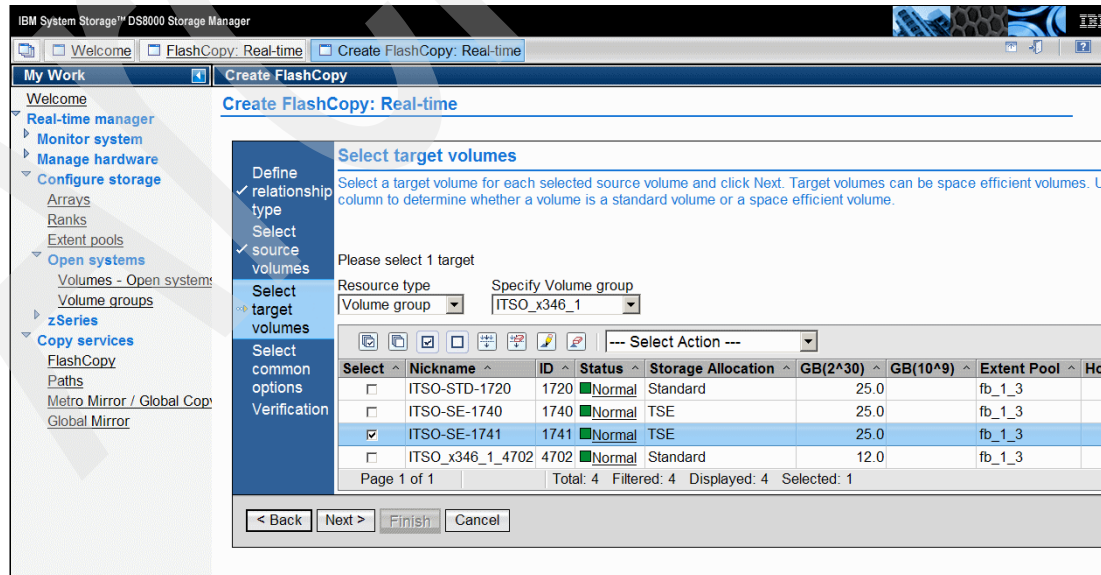 IBM System Storage™ DS8000 Storage Manager
Welcome
FlashCopy: Real-time
Create FlashCopy: Real-time
?
My Work
Create FlashCopy
Welcome
Real-time manager
Monitor system
Manage hardware
Configure storage
Arrays
Ranks
Extent pools
Open systems
Volumes - Open systems
Volume groups
zSeries
Copy services
FlashCopy
Paths
Metro Mirror / Global Copy
Global Mirror
Create FlashCopy: Real-time
Define
relationship
type
Select
source
volumes
Select
target
volumes
Select
common
options
Verification
Select target volumes
Select a target volume for each selected source volume and click Next. Target volumes can be space efficient volumes. U
column to determine whether a volume is a standard volume or a space efficient volume.
Please select 1 target
Resource type Specify Volume group
Volume group ITSO_x346_1
--- Select Action ---
Select Nickname ID Status Storage Allocation GB(2^30) GB(10^9) Extent Pool Ho
ITSO-STD-1720 1720 Normal Standard 25.0 fb_1_3
ITSO-SE-1740 1740 Normal TSE 25.0 fb_1_3
ITSO-SE-1741 1741 Normal TSE 25.0 fb_1_3
ITSO_x346_1_4702 4702 Normal Standard 12.0 fb_1_3
Page 1 of 1 Total: 4 Filtered: 4 Displayed: 4 Selected: 1
< Back Next > Finish Cancel